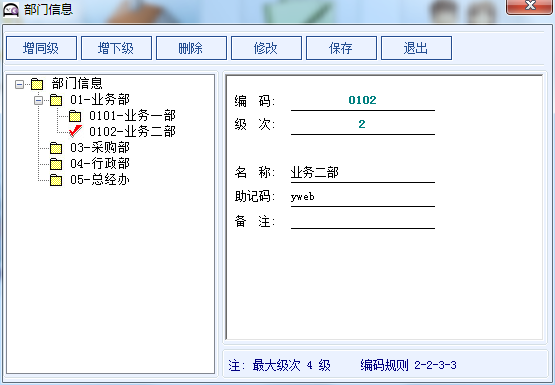 部门信息
增同级 增下级 删除 修改 保存 退出
部门信息
01-业务部
0101-业务一部
0102-业务二部
03-采购部
04-行政部
05-总经办
编 码: 0102
级 次: 2
名 称: 业务二部
助记码: yweb
备 注:
注: 最大级次 4 级 编码规则 2-2-3-3